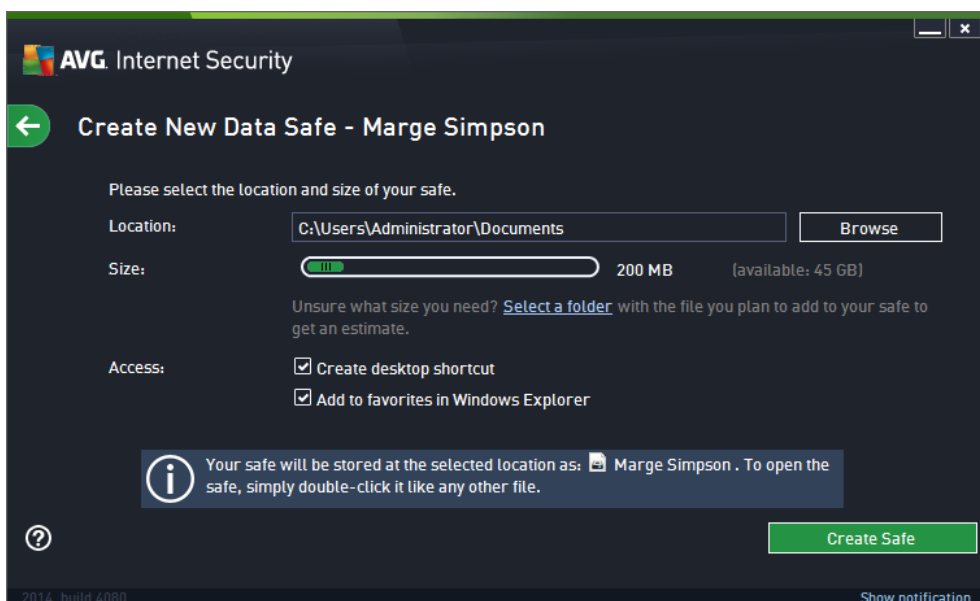 AVG. Internet Security
Create New Data Safe - Marge Simpson
Please select the location and size of your safe.
Location: C:\Users\Administrator\Documents Browse
Size: 200 MB (available: 45 GB)
Unsure what size you need? Select a folder with the file you plan to add to your safe to
get an estimate.
Access: Create desktop shortcut
Add to favorites in Windows Explorer
Your safe will be stored at the selected location as: Marge Simpson . To open the
safe, simply double-click it like any other file.
Create Safe
2014 build 4080 Show notification